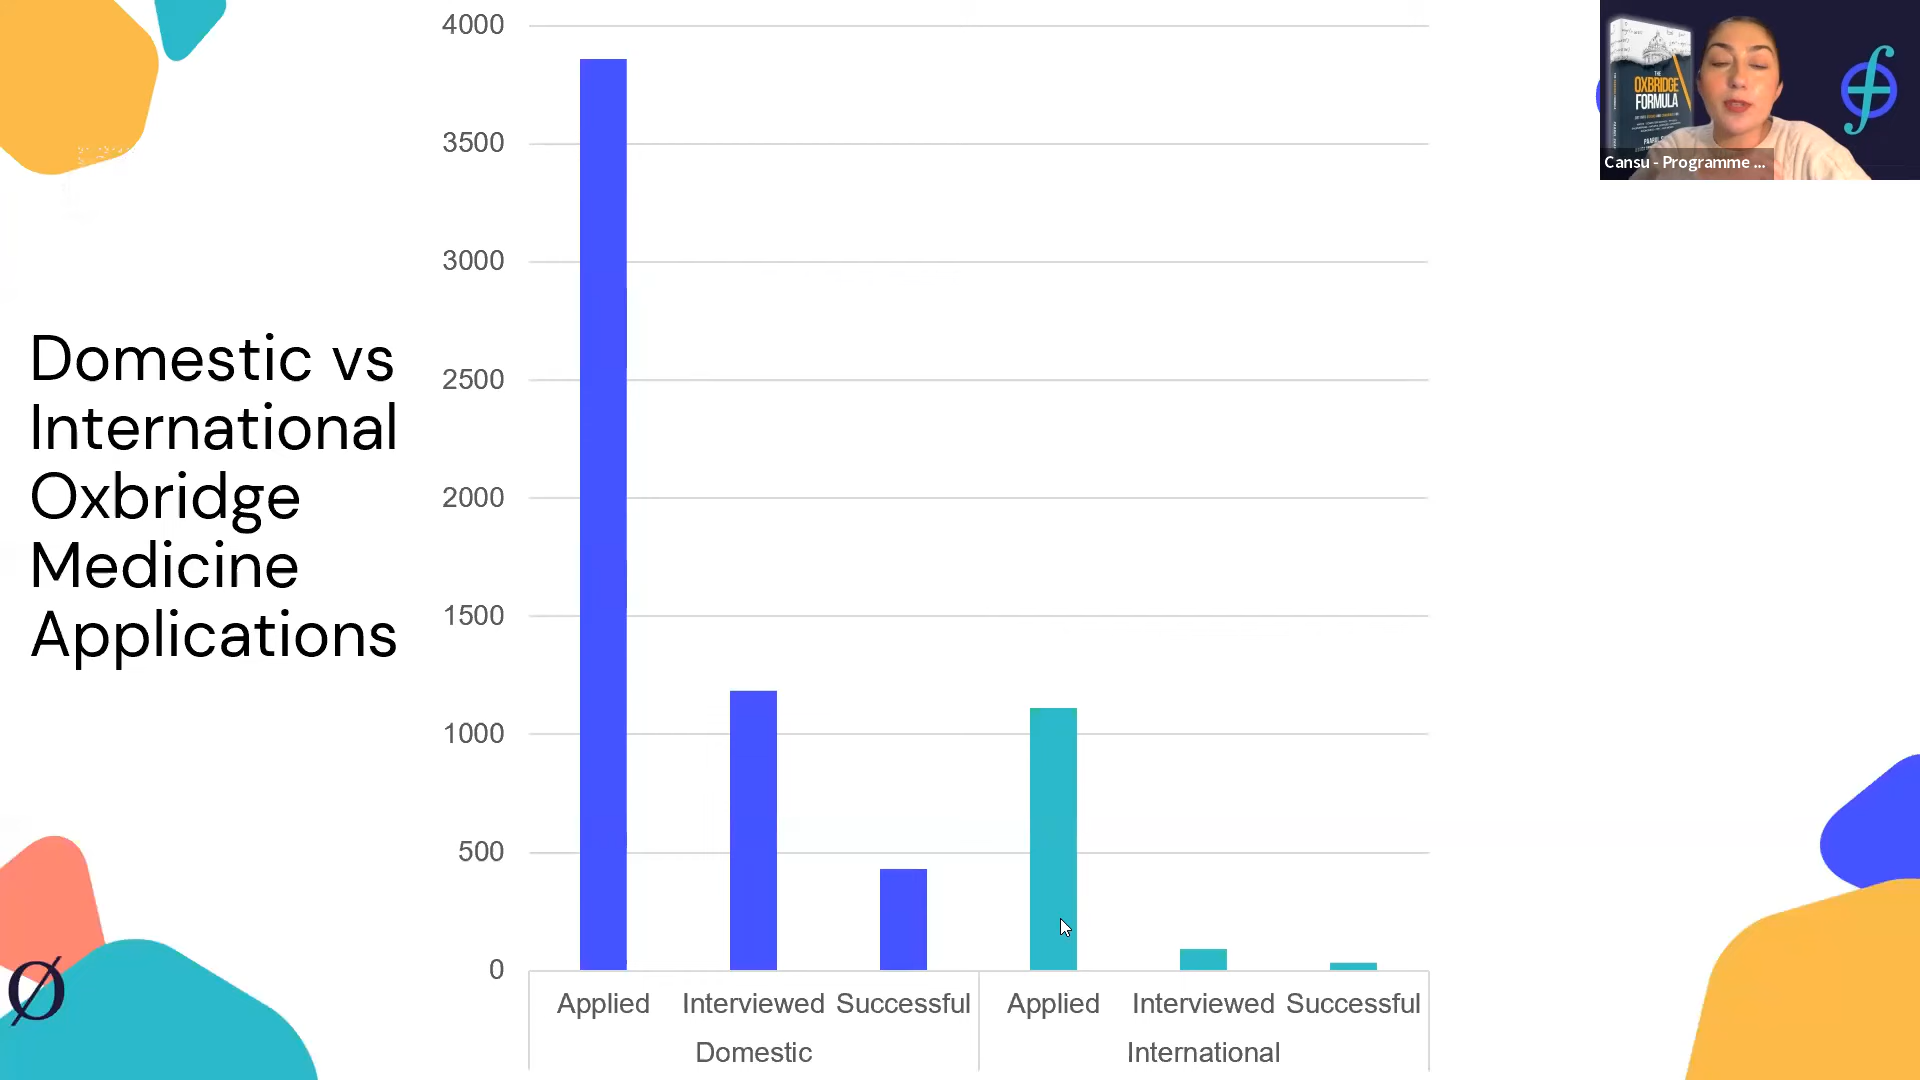 Domestic vs
International
Oxbridge
Medicine
Applications
4000
3500
3000
2500
2000
1500
1000
500
0
Applied Interviewed Successful Applied Interviewed Successful
Domestic International
THE
OXBRIDGE
FORMULA
Cansu - Programme ...